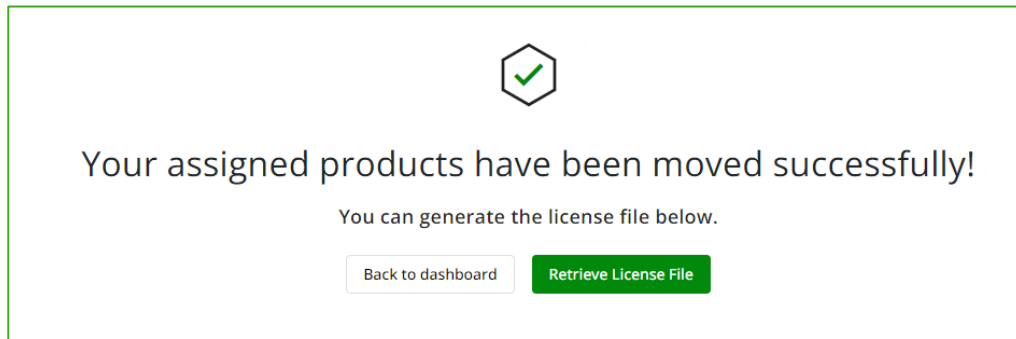 Your assigned products have been moved successfully!
You can generate the license file below.
Back to dashboard
Retrieve License File